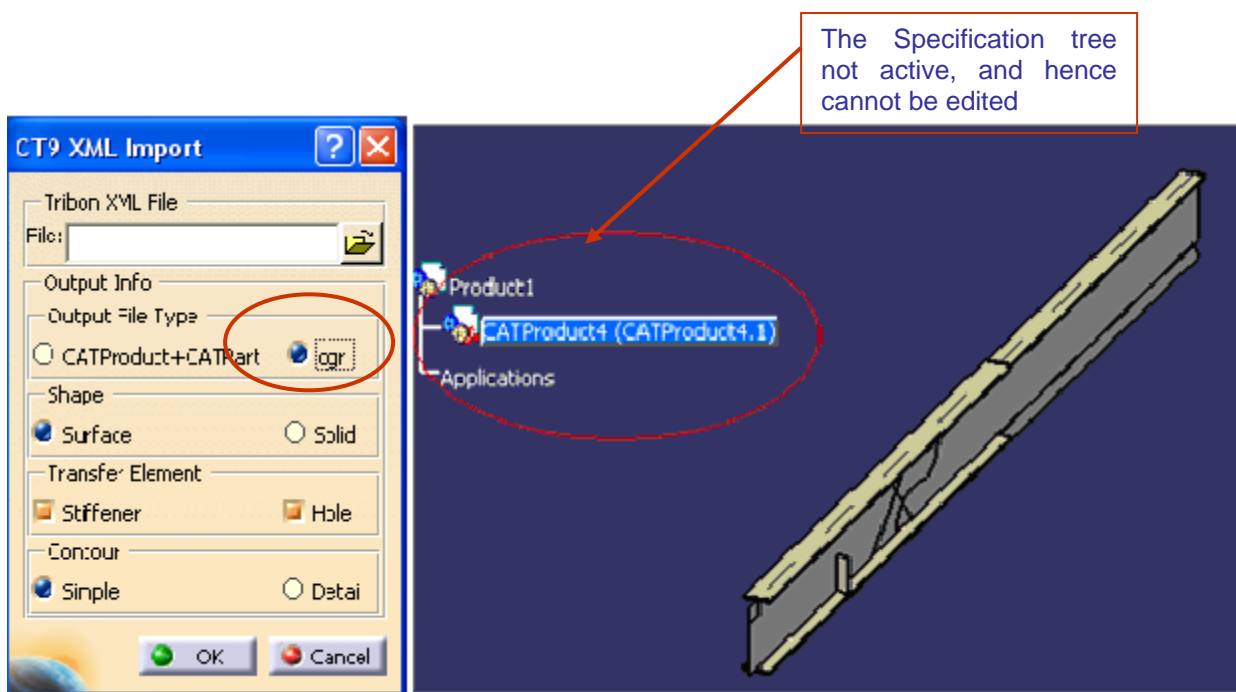 The Specification tree
not active, and hence
cannot be edited
CT9 XML Import
Tribon XML File
File:
Output Info
Output File Type
CATProduct+CATPart
cgr
Shape
Surface
Solid
Transfer Element
Stiffener
Hole
Contour
Simple
Detail
OK
Cancel
Product1
CATProduct4 (CATProduct4.1)
Applications